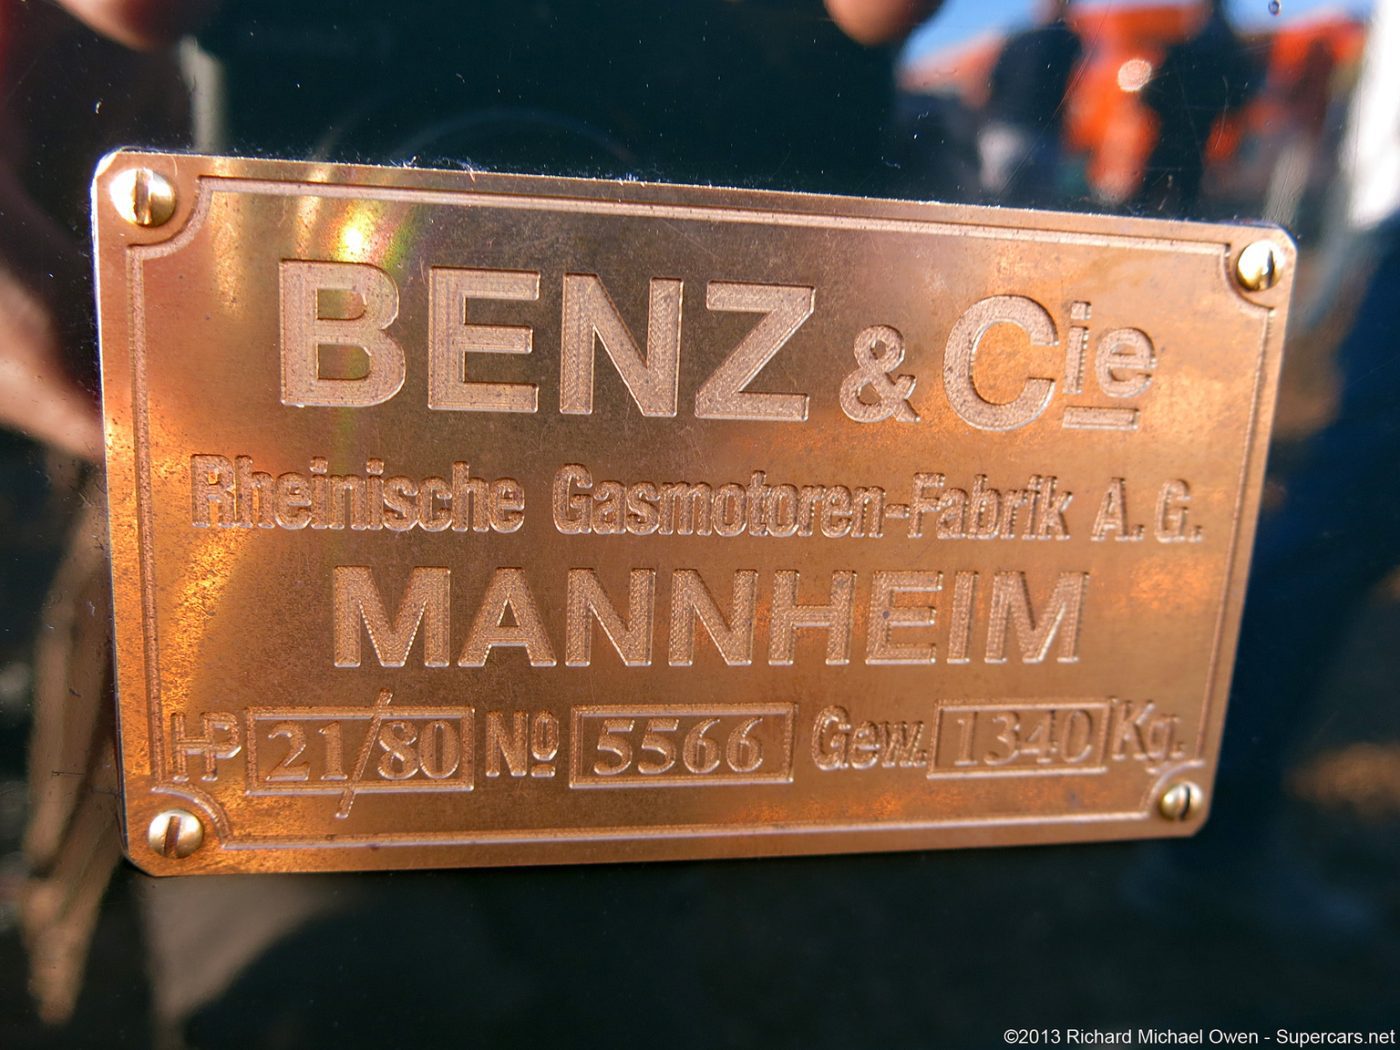 BENZ & Cie
Rheinische Gasmotoren-Fabrik A.G.
MANNHEIM
HP 21/80 No 5566 Gew. 1340 Kg.
©2013 Richard Michael Owen - Supercars.net